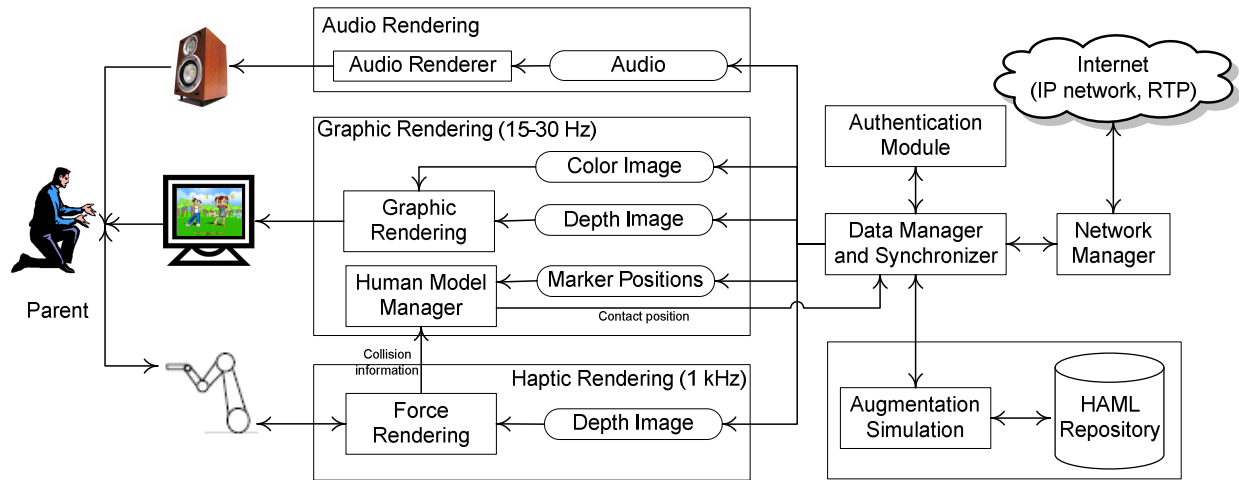 Audio Rendering
Audio Renderer
Audio
Internet
(IP network, RTP)
Graphic Rendering (15-30 Hz)
Authentication
Module
Color Image
Graphic
Rendering
Depth Image
Data Manager
and Synchronizer
Network
Manager
Human Model
Manager
Marker Positions
Contact position
Parent
Collision
information
Haptic Rendering (1 kHz)
Force
Rendering
Depth Image
Augmentation
Simulation
HAML
Repository